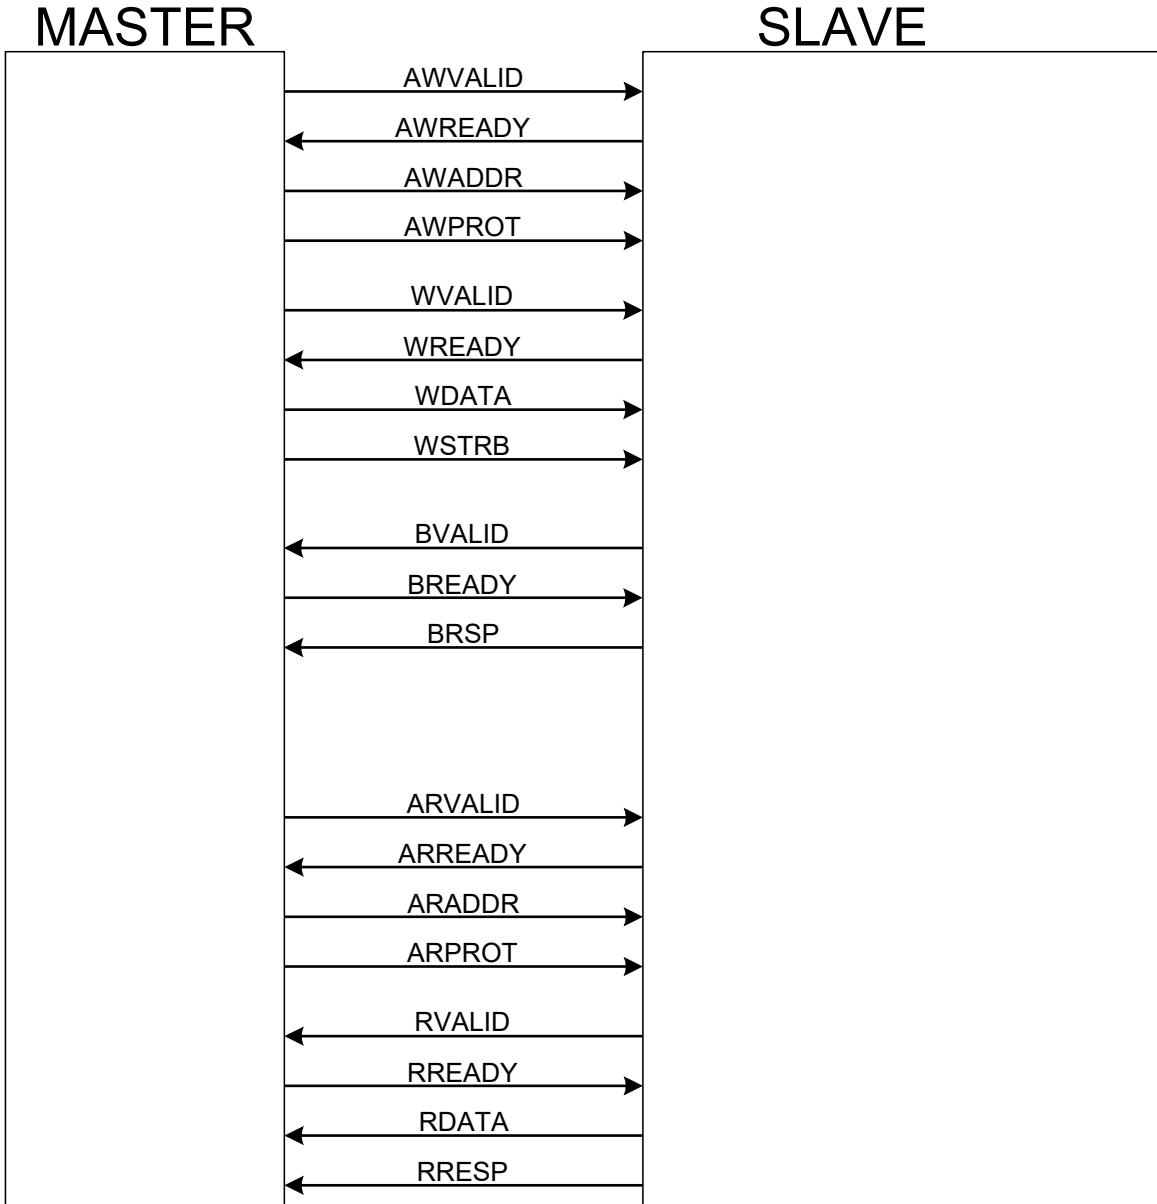 MASTER
SLAVE
AWVALID
AWREADY
AWADDR
AWPROT
WVALID
WREADY
WDATA
WSTRB
BVALID
BREADY
BRSP
ARVALID
ARREADY
ARADDR
ARPROT
RVALID
RREADY
RDATA
RRESP